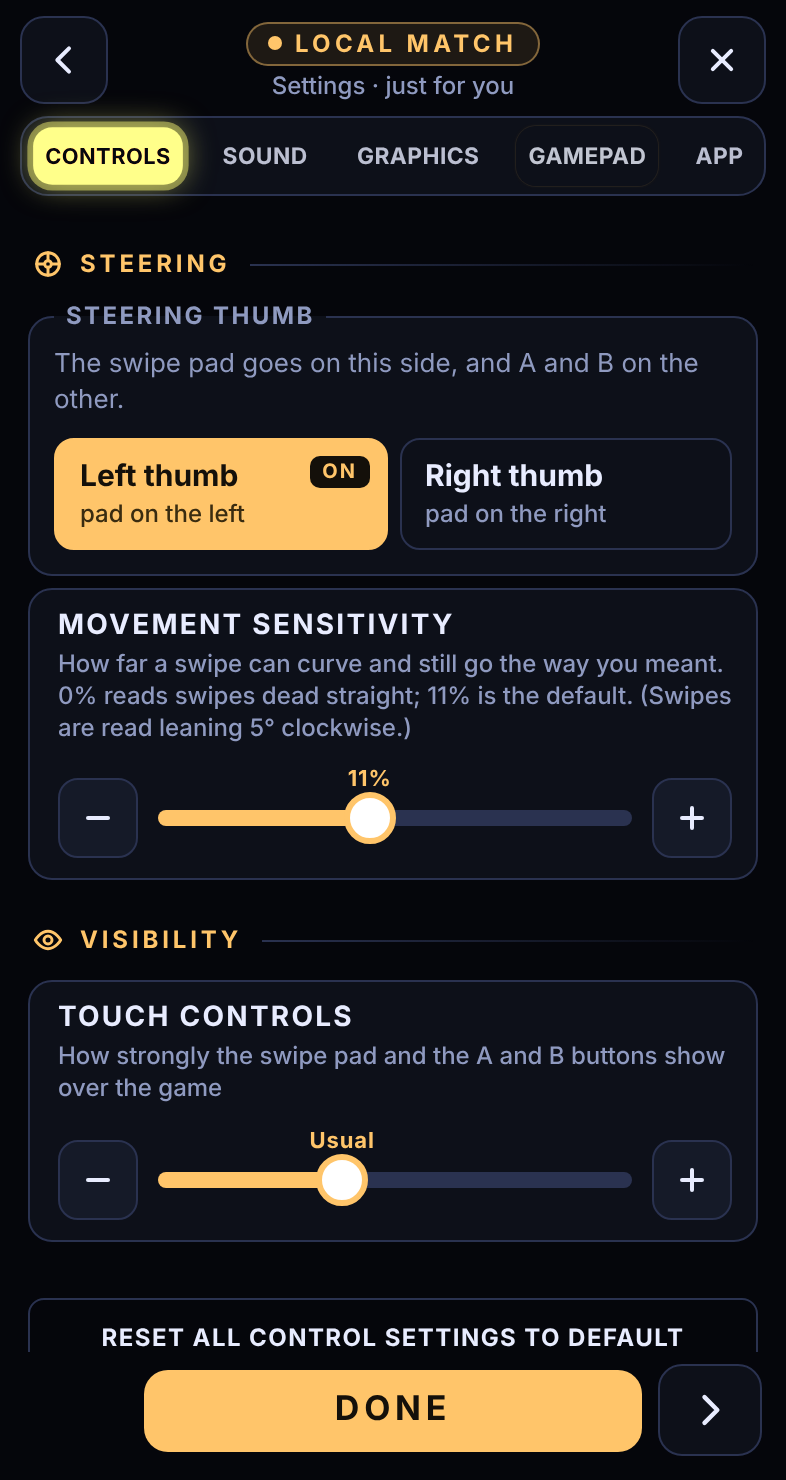 LOCAL MATCH
Settings · just for you
CONTROLS SOUND GRAPHICS GAMEPAD APP
STEERING
STEERING THUMB
The swipe pad goes on this side, and A and B on the
other.
Left thumb ON Right thumb
pad on the left pad on the right
MOVEMENT SENSITIVITY
How far a swipe can curve and still go the way you meant.
0% reads swipes dead straight; 11% is the default. (Swipes
are read leaning 5° clockwise.)
11%
VISIBILITY
TOUCH CONTROLS
How strongly the swipe pad and the A and B buttons show
over the game
Usual
RESET ALL CONTROL SETTINGS TO DEFAULT
DONE